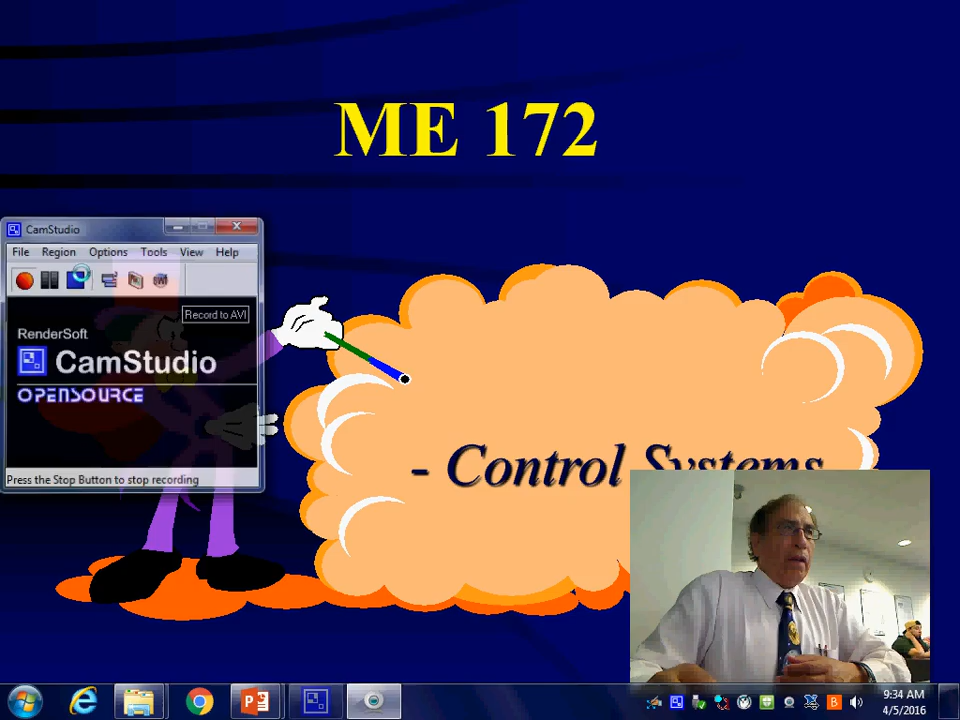 ME 172
CamStudio
File Region Options Tools View Help
Record to AVI
RenderSoft
CamStudio
OPENSOURCE
- Control Systems
Press the Stop Button to stop recording
9:34 AM
4/5/2016